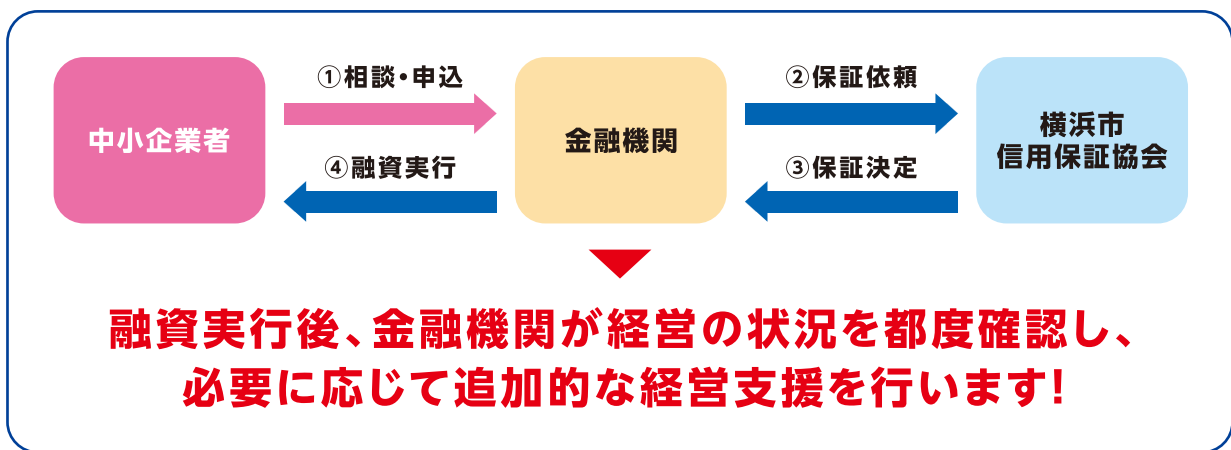 ①相談・申込
②保証依頼
中小企業者
金融機関
横浜市
信用保証協会
④融資実行
③保証決定
融資実行後、金融機関が経営の状況を都度確認し、
必要に応じて追加的な経営支援を行います!